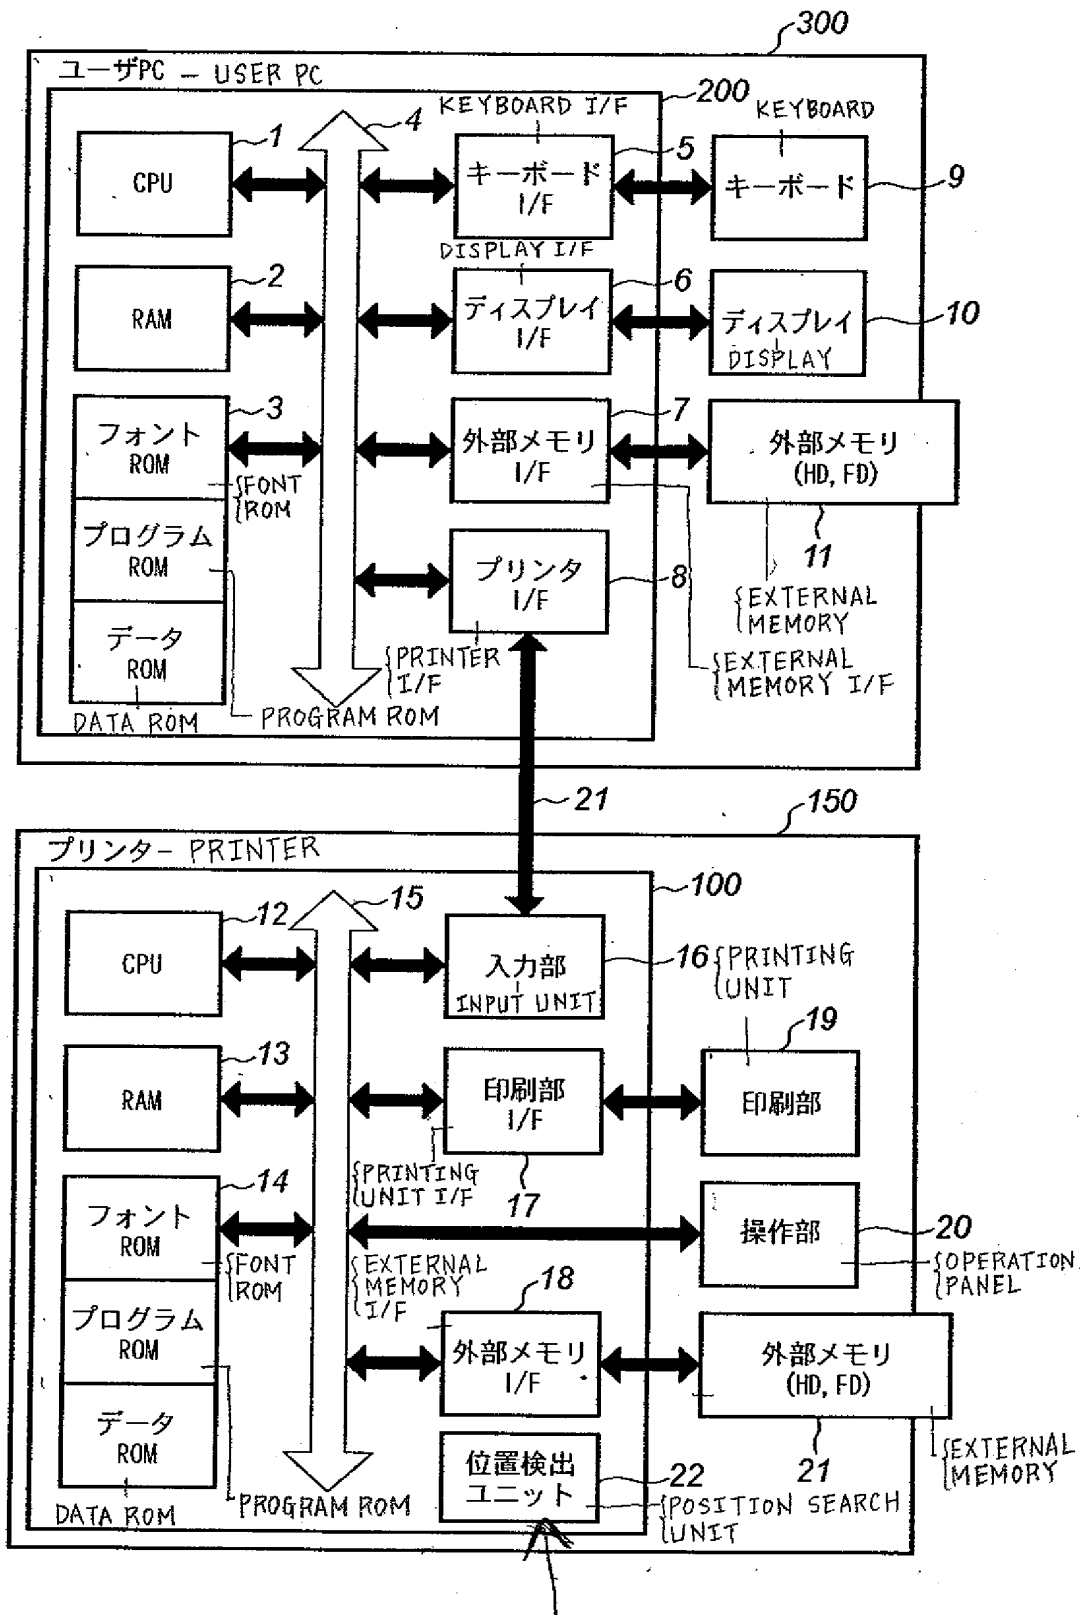 300
ユーザPC - USER PC
200
KEYBOARD I/F
KEYBOARD
1
CPU
4
5
キーボード
I/F
キーボード
9
DISPLAY I/F
2
RAM
6
ディスプレイ
I/F
ディスプレイ
DISPLAY
10
3
フォント
ROM
FONT
ROM
7
外部メモリ
I/F
外部メモリ
(HD, FD)
11
プログラム
ROM
プリンタ
I/F
8
EXTERNAL
MEMORY
データ
ROM
PRINTER
I/F
EXTERNAL
MEMORY I/F
DATA ROM
PROGRAM ROM
21
150
プリンタ - PRINTER
100
12
CPU
15
入力部
INPUT UNIT
16
PRINTING
UNIT
13
RAM
印刷部
I/F
17
19
印刷部
PRINTING
UNIT I/F
14
フォント
ROM
FONT
ROM
操作部
20
OPERATION
PANEL
EXTERNAL
MEMORY
I/F
18
プログラム
ROM
外部メモリ
I/F
外部メモリ
(HD, FD)
21
EXTERNAL
MEMORY
データ
ROM
位置検出
ユニット
22
POSITION SEARCH
UNIT
DATA ROM
PROGRAM ROM